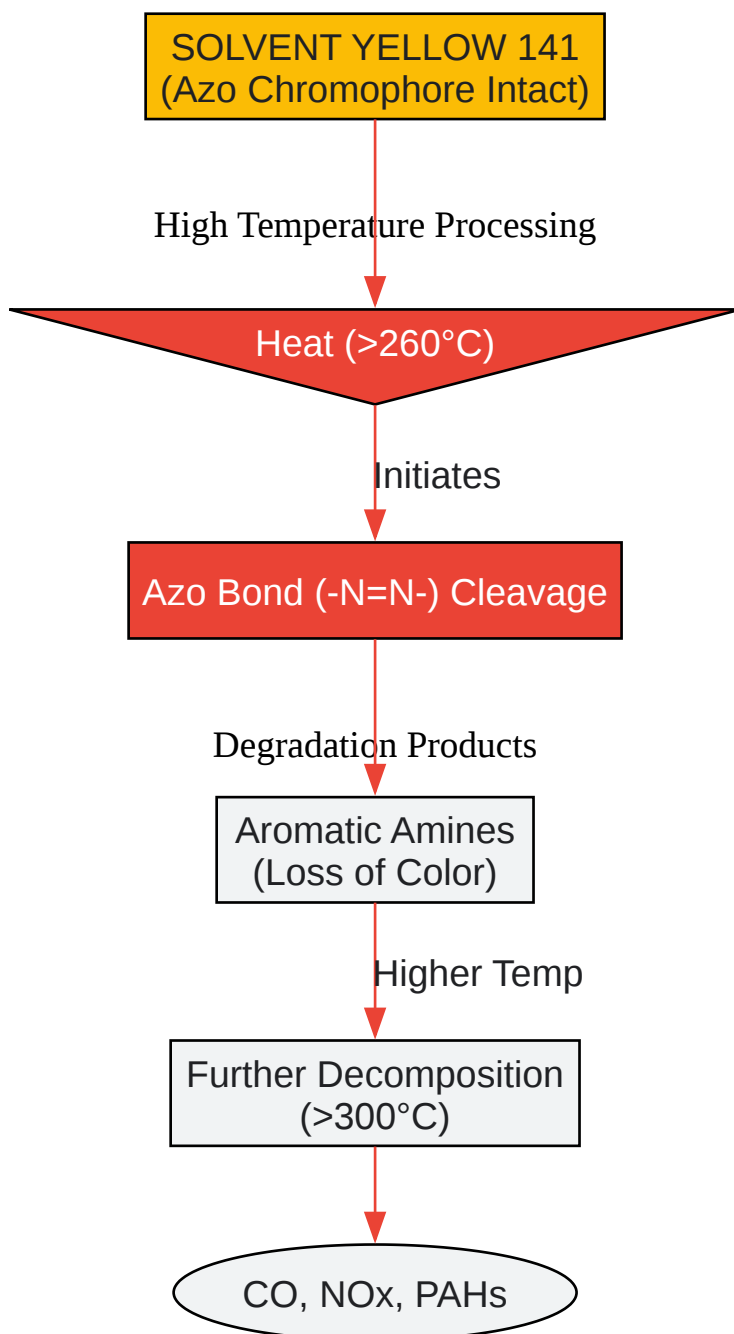 SOLVENT YELLOW 141
(Azo Chromophore Intact)
High Temperature Processing
Heat (>260°C)
Initiates
Azo Bond (-N=N-) Cleavage
Degradation Products
Aromatic Amines
(Loss of Color)
Higher Temp
Further Decomposition
(>300°C)
CO, NOx, PAHs